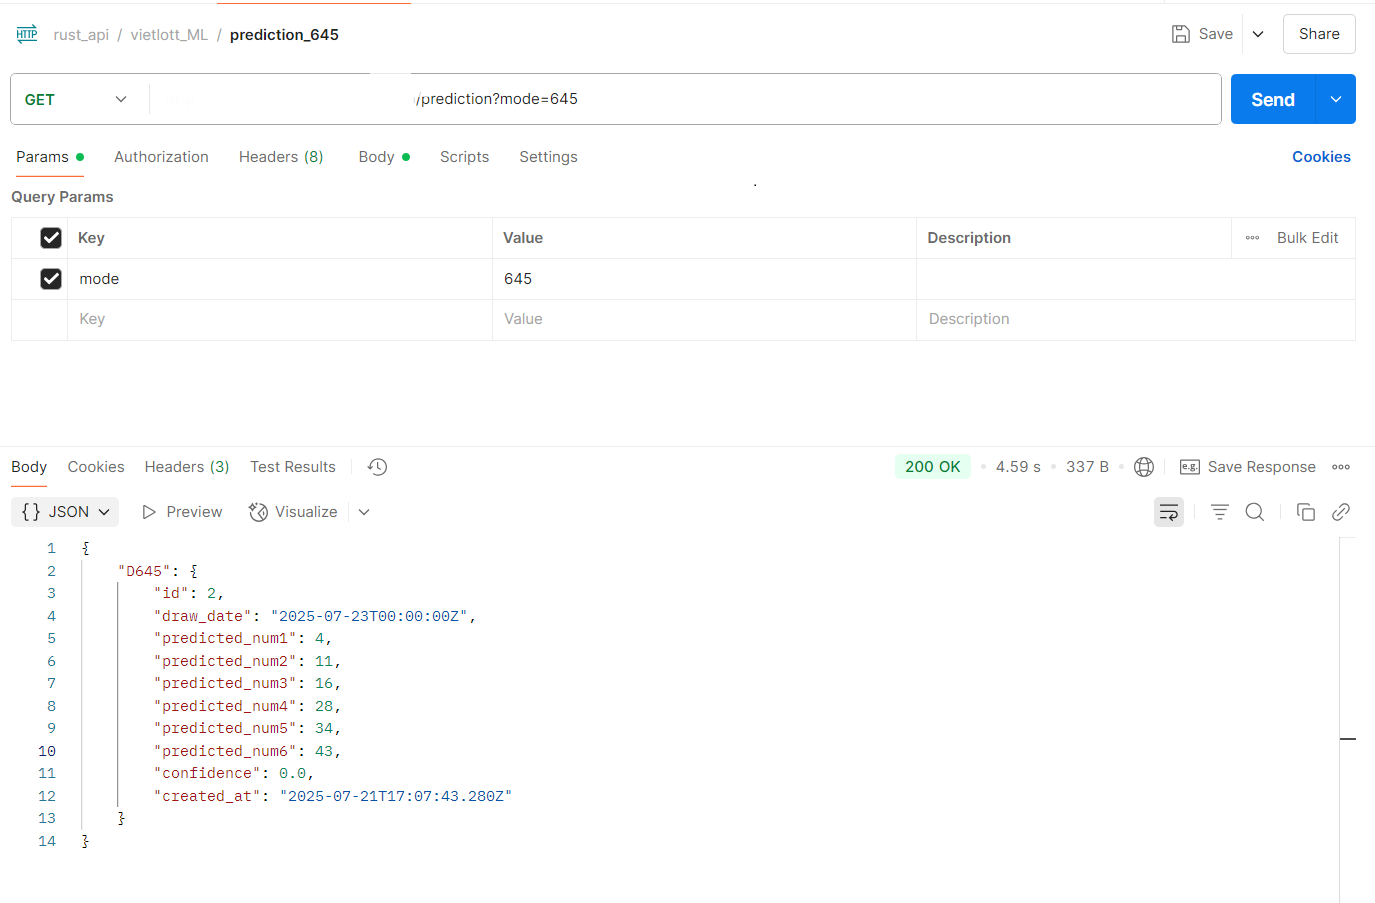 HTTP rust_api / vietlott_ML / prediction_645 Save Share
GET /prediction?mode=645 Send
Params Authorization Headers (8) Body Scripts Settings Cookies
Query Params
Key Value Description Bulk Edit
mode 645
Key Value Description
Body Cookies Headers (3) Test Results 200 OK 4.59 s 337 B e.g. Save Response
{} JSON Preview Visualize
1 {
2 "D645": {
3 "id": 2,
4 "draw_date": "2025-07-23T00:00:00Z",
5 "predicted_num1": 4,
6 "predicted_num2": 11,
7 "predicted_num3": 16,
8 "predicted_num4": 28,
9 "predicted_num5": 34,
10 "predicted_num6": 43,
11 "confidence": 0.0,
12 "created_at": "2025-07-21T17:07:43.280Z"
13 }
14 }